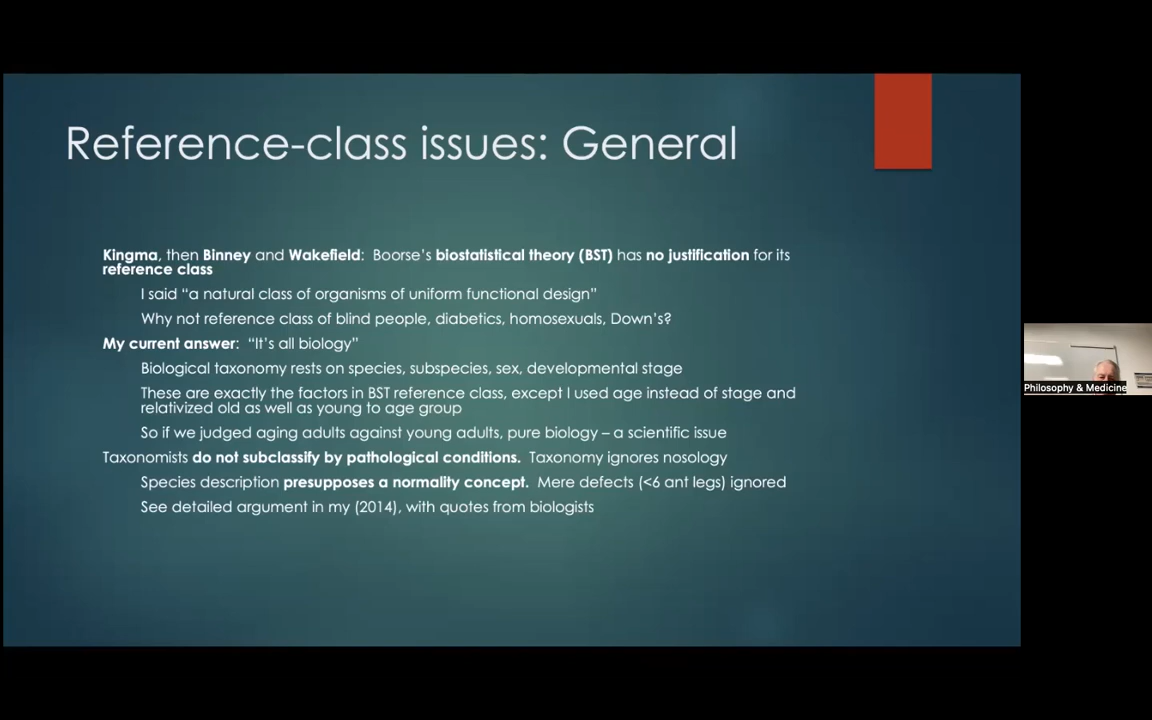 Reference-class issues: General
Kingma, then Binney and Wakefield: Boorse's biostatistical theory (BST) has no justification for its
reference class
I said “a natural class of organisms of uniform functional design”
Why not reference class of blind people, diabetics, homosexuals, Down's?
My current answer: “It's all biology”
Biological taxonomy rests on species, subspecies, sex, developmental stage
These are exactly the factors in BST reference class, except I used age instead of stage and
relativized old as well as young to age group
So if we judged aging adults against young adults, pure biology – a scientific issue
Taxonomists do not subclassify by pathological conditions. Taxonomy ignores nosology
Species description presupposes a normality concept. Mere defects (<6 ant legs) ignored
See detailed argument in my (2014), with quotes from biologists
Philosophy & Medicine